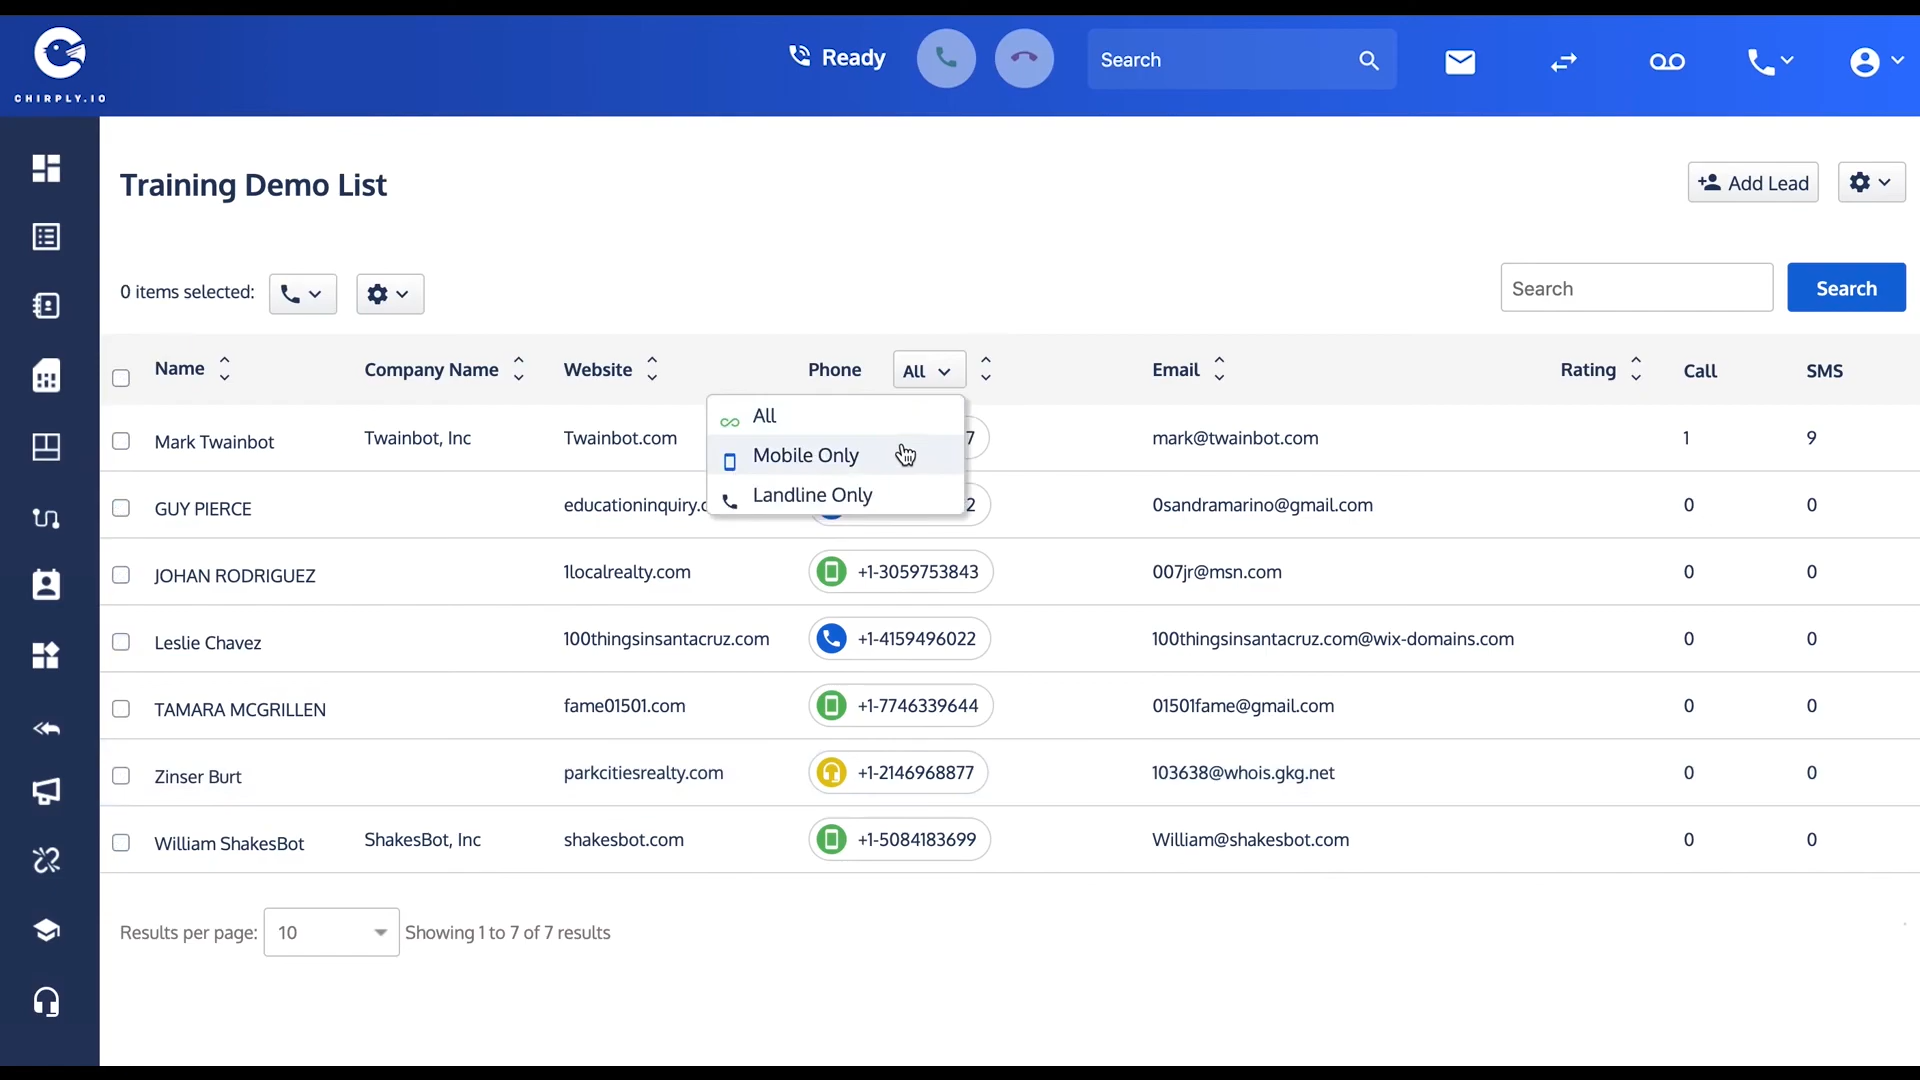 CHIRPLY.IO
Ready
Search
Training Demo List
Add Lead
0 items selected:
Search
Search
Name Company Name Website Phone All Email Rating Call SMS
All
Mobile Only
Landline Only
Mark Twainbot Twainbot, Inc Twainbot.com 7 mark@twainbot.com 1 9
GUY PIERCE educationinquiry.c 2 0sandramarino@gmail.com 0 0
JOHAN RODRIGUEZ 1localrealty.com +1-3059753843 007jr@msn.com 0 0
Leslie Chavez 100thingsinsantacruz.com +1-4159496022 100thingsinsantacruz.com@wix-domains.com 0 0
TAMARA MCGRILLEN fame01501.com +1-7746339644 01501fame@gmail.com 0 0
Zinser Burt parkcitiesrealty.com +1-2146968877 103638@whois.gkg.net 0 0
William ShakesBot ShakesBot, Inc shakesbot.com +1-5084183699 William@shakesbot.com 0 0
Results per page: 10 Showing 1 to 7 of 7 results